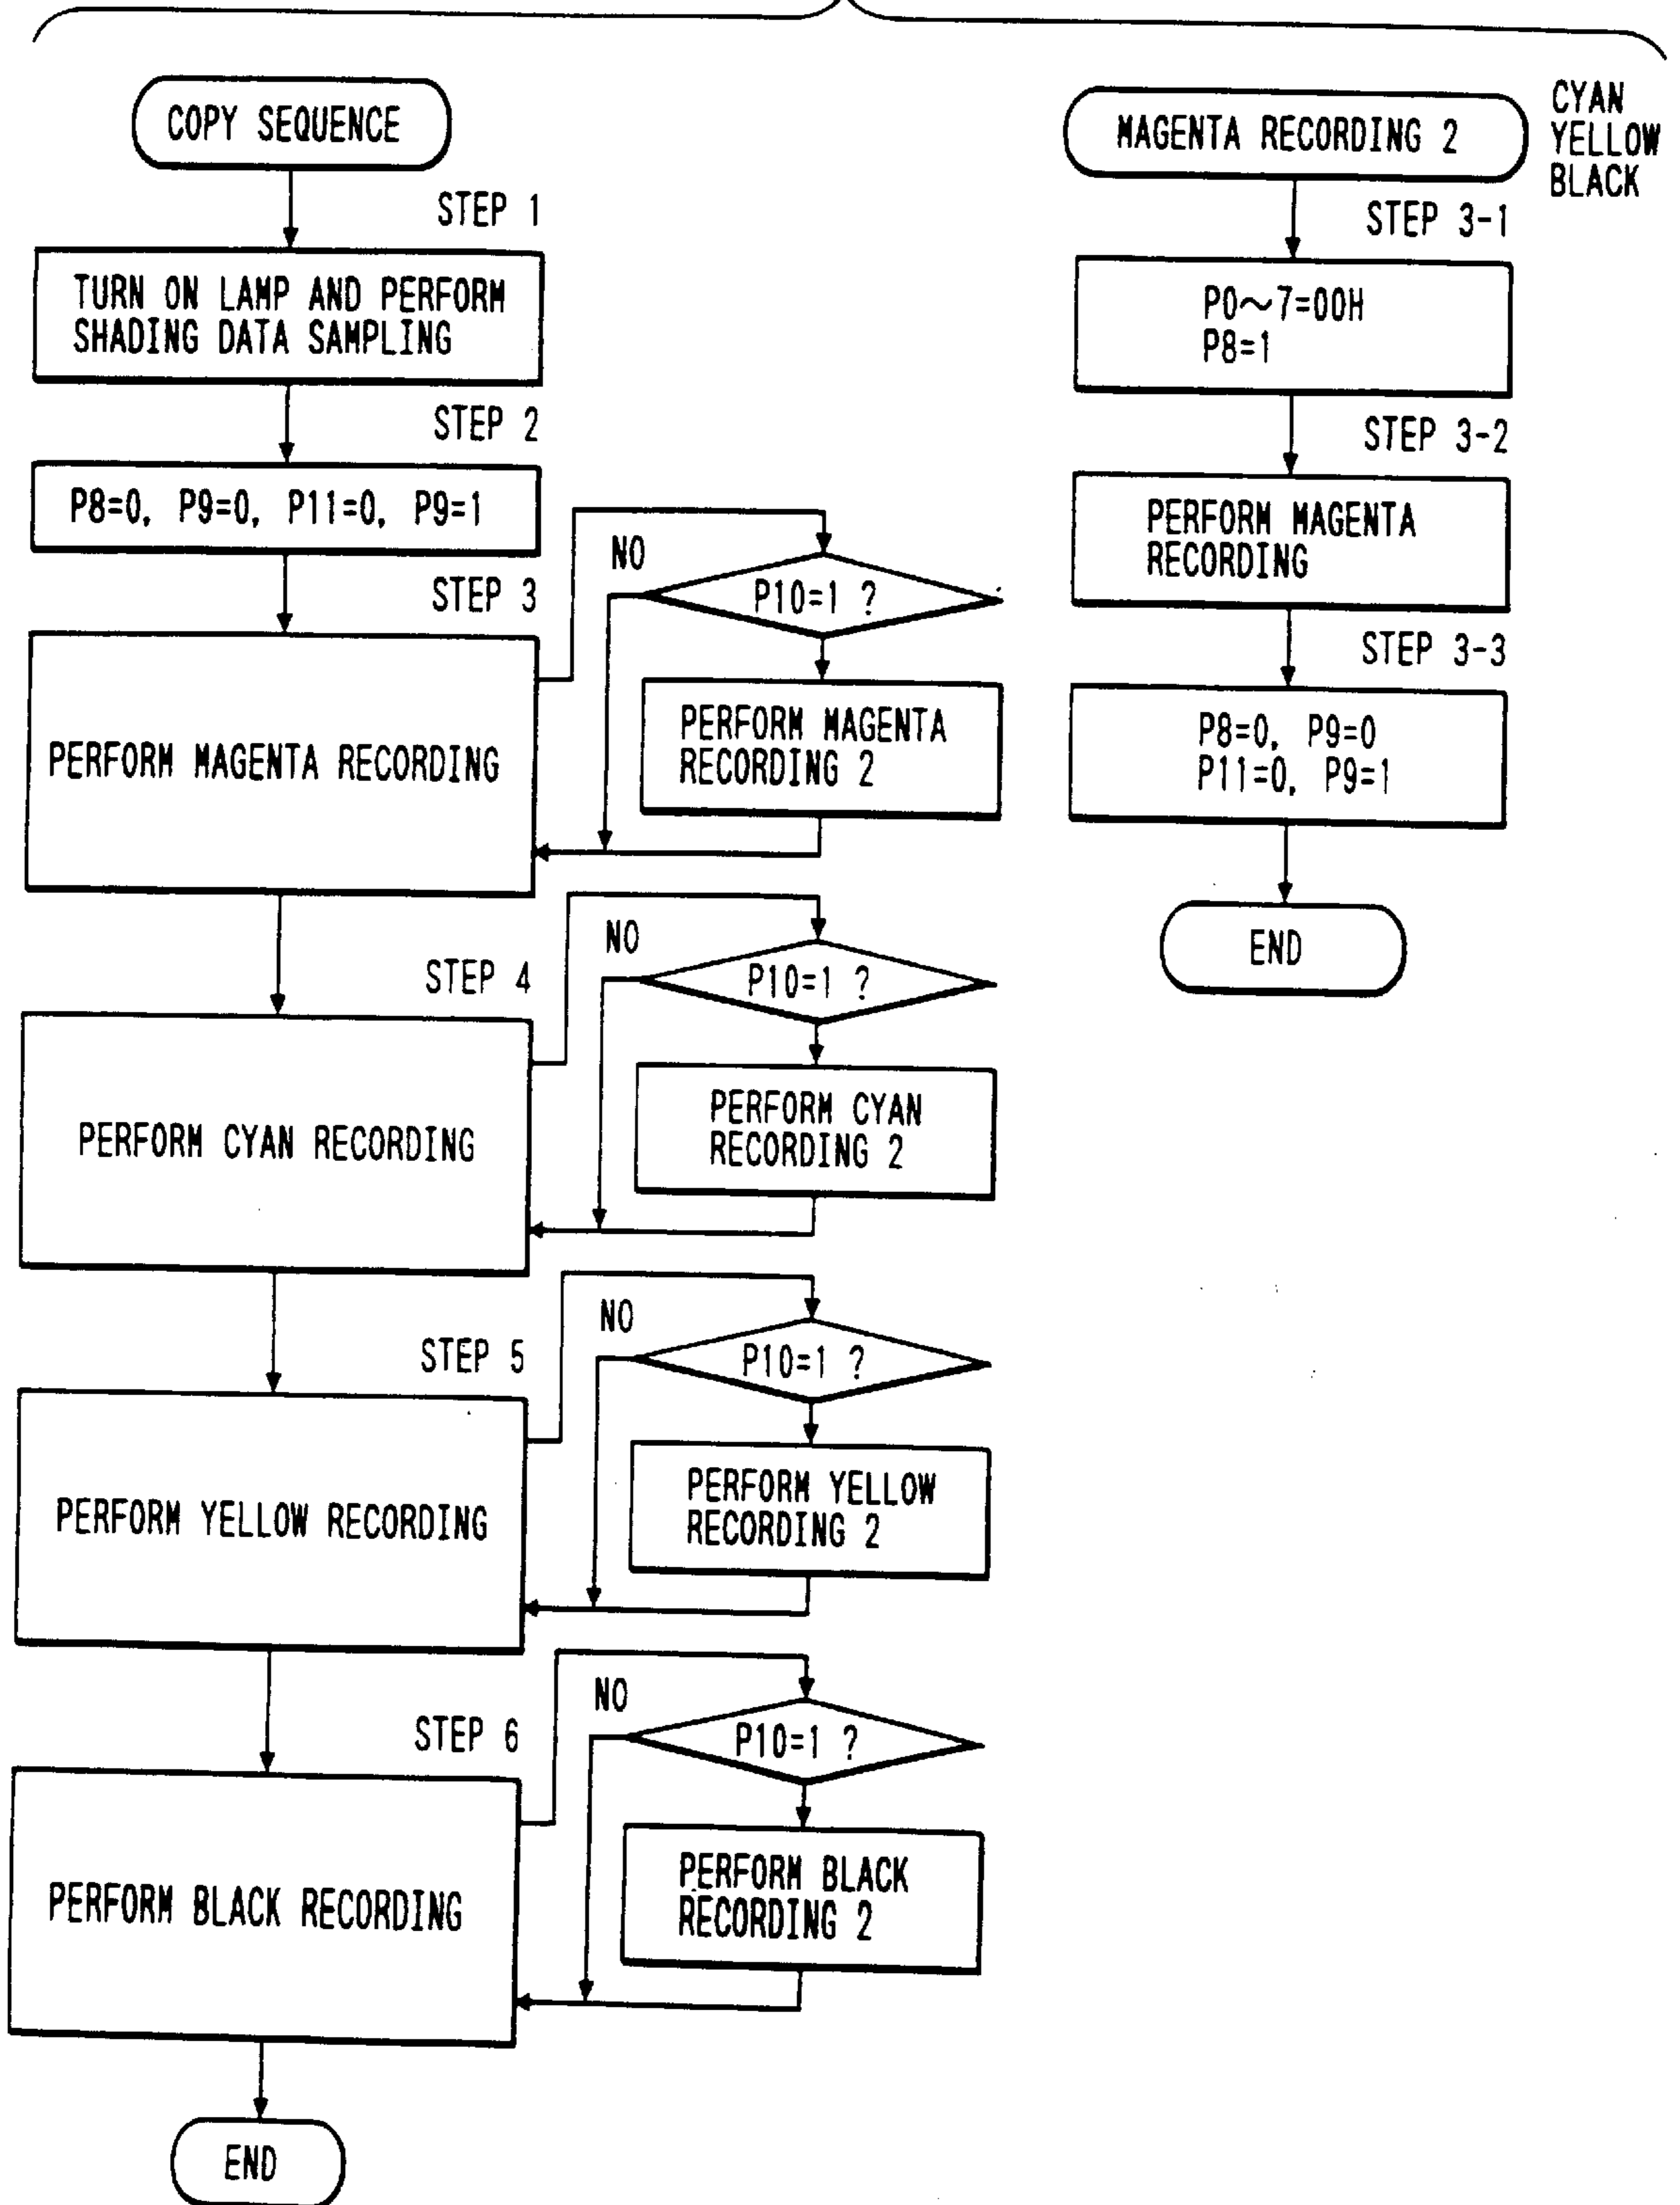 COPY SEQUENCE
STEP 1
TURN ON LAMP AND PERFORM
SHADING DATA SAMPLING
STEP 2
P8=0, P9=0, P11=0, P9=1
STEP 3
PERFORM MAGENTA RECORDING
NO
P10=1 ?
PERFORM MAGENTA
RECORDING 2
STEP 4
PERFORM CYAN RECORDING
NO
P10=1 ?
PERFORM CYAN
RECORDING 2
STEP 5
PERFORM YELLOW RECORDING
NO
P10=1 ?
PERFORM YELLOW
RECORDING 2
STEP 6
PERFORM BLACK RECORDING
NO
P10=1 ?
PERFORM BLACK
RECORDING 2
END
MAGENTA RECORDING 2
CYAN
YELLOW
BLACK
STEP 3-1
P0~7=00H
P8=1
STEP 3-2
PERFORM MAGENTA
RECORDING
STEP 3-3
P8=0, P9=0
P11=0, P9=1
END